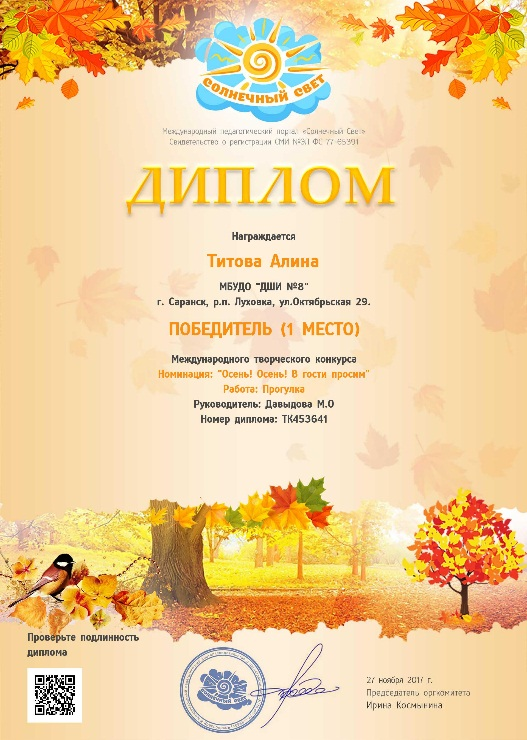 СОЛНЕЧНЫЙ СВЕТ
Международный педагогический портал «Солнечный Свет»
Свидетельство о регистрации СМИ №ЭЛ ФС 77-65391
ДИПЛОМ
Награждается
Титова Алина
МБУДО "ДШИ №8"
г. Саранск, р.п. Луховка, ул.Октябрьская 29.
ПОБЕДИТЕЛЬ (1 МЕСТО)
Международного творческого конкурса
Номинация: "Осень! Осень! В гости просим"
Работа: Прогулка
Руководитель: Давыдова М.О
Номер диплома: ТК453641
Проверьте подлинность
диплома
27 ноября 2017 г.
Председатель оргкомитета
Ирина Космынина